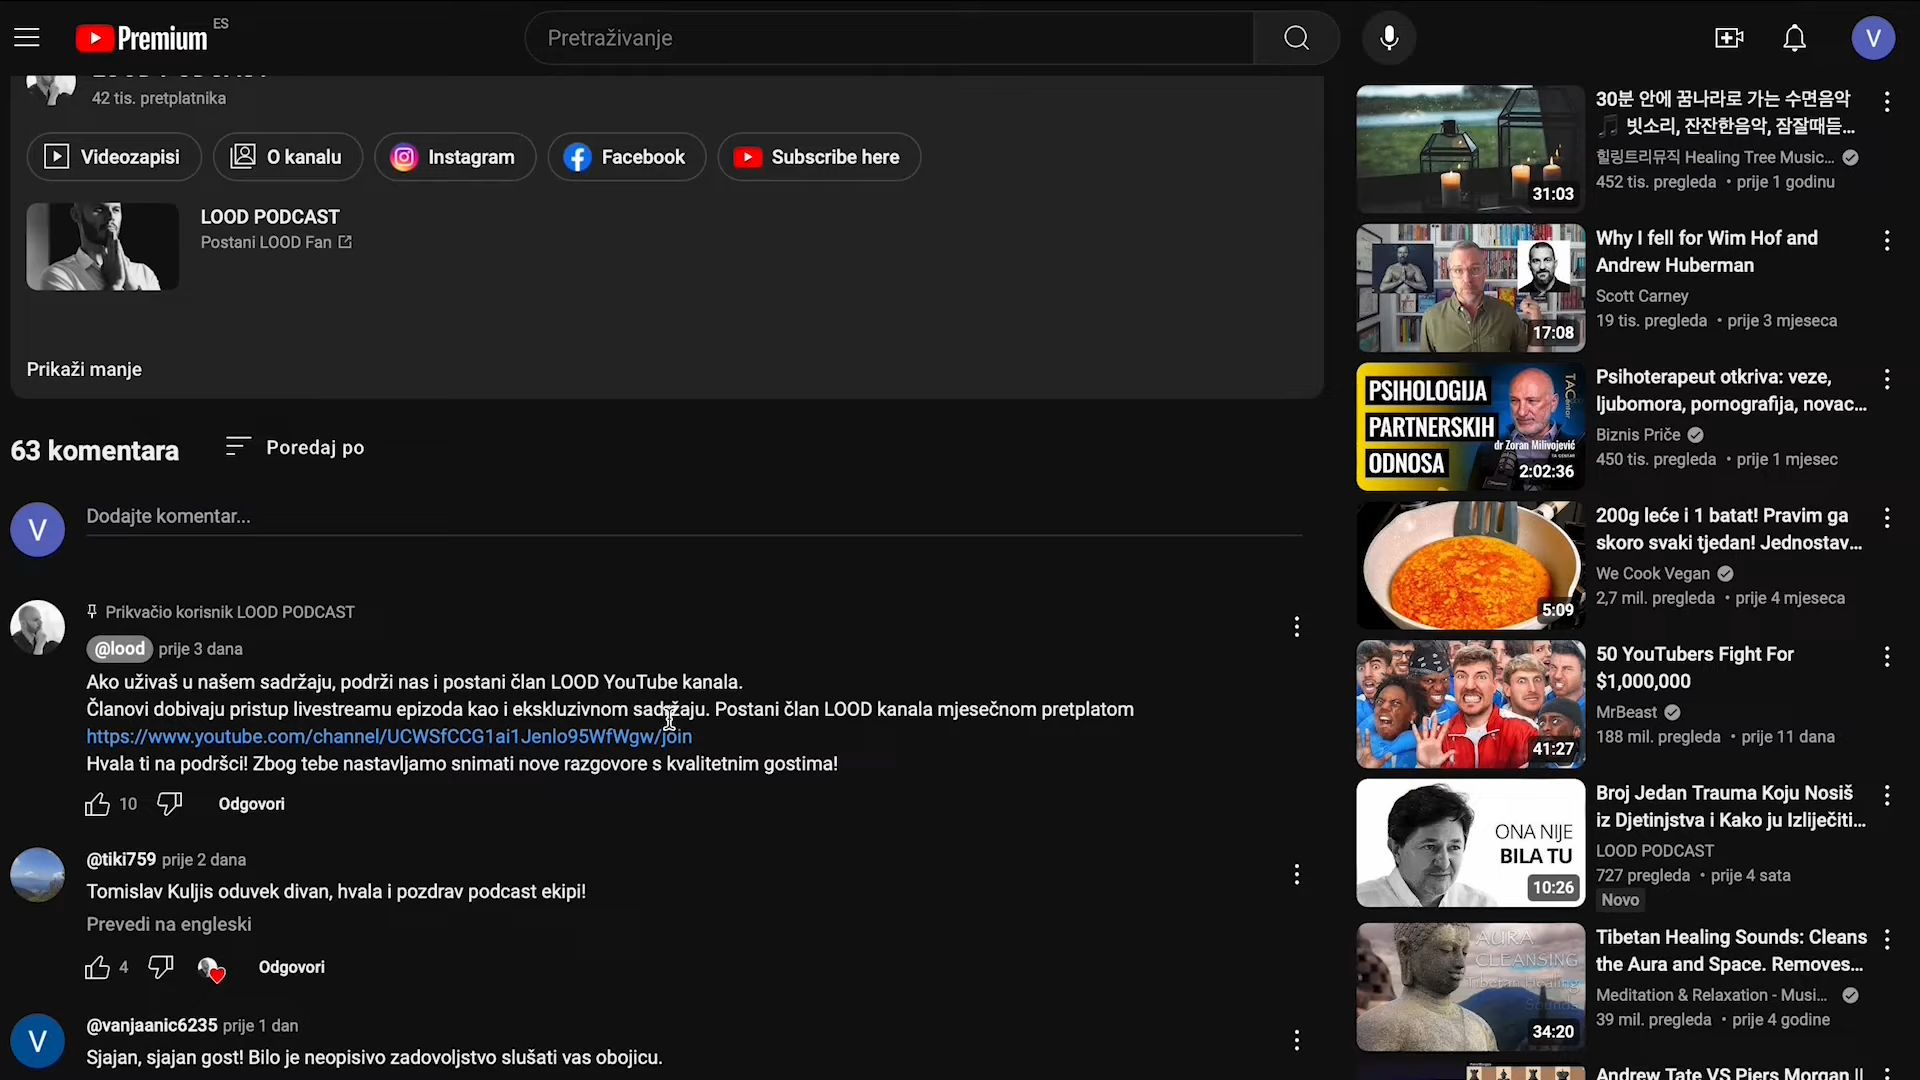 Premium ES
Pretraživanje
V
42 tis. pretplatnika
Videozapisi
O kanalu
Instagram
Facebook
Subscribe here
LOOD PODCAST
Postani LOOD Fan
Prikaži manje
63 komentara
Poredaj po
V
Dodajte komentar...
Prikvačio korisnik LOOD PODCAST
@lood prije 3 dana
Ako uživaš u našem sadržaju, podrži nas i postani član LOOD YouTube kanala.
Članovi dobivaju pristup livestreamu epizoda kao i ekskluzivnom sadržaju. Postani član LOOD kanala mjesečnom pretplatom
https://www.youtube.com/channel/UCWSfCCG1ai1Jenlo95WfWgw/join
Hvala ti na podršci! Zbog tebe nastavljamo snimati nove razgovore s kvalitetnim gostima!
10
Odgovori
@tiki759 prije 2 dana
Tomislav Kuljis oduvek divan, hvala i pozdrav podcast ekipi!
Prevedi na engleski
4
Odgovori
V
@vanjaanic6235 prije 1 dan
Sjajan, sjajan gost! Bilo je neopisivo zadovoljstvo slušati vas obojicu.
31:03
30분 안에 꿈나라로 가는 수면음악
🎵 빗소리, 잔잔한음악, 잠잘때듣...
힐링트리뮤직 Healing Tree Music...
452 tis. pregleda • prije 1 godinu
17:08
Why I fell for Wim Hof and
Andrew Huberman
Scott Carney
19 tis. pregleda • prije 3 mjeseca
PSIHOLOGIJA
PARTNERSKIH
ODNOSA
dr Zoran Milivojević
TA CENTAR
2:02:36
Psihoterapeut otkriva: veze,
ljubomora, pornografija, novac...
Biznis Priče
450 tis. pregleda • prije 1 mjesec
5:09
200g leće i 1 batat! Pravim ga
skoro svaki tjedan! Jednostav...
We Cook Vegan
2,7 mil. pregleda • prije 4 mjeseca
41:27
50 YouTubers Fight For
$1,000,000
MrBeast
188 mil. pregleda • prije 11 dana
ONA NIJE
BILA TU
10:26
Broj Jedan Trauma Koju Nosiš
iz Djetinjstva i Kako ju Izliječiti...
LOOD PODCAST
727 pregleda • prije 4 sata
Novo
AURA
CLEANSING
Tibetan Healing
Sounds
34:20
Tibetan Healing Sounds: Cleans
the Aura and Space. Removes...
Meditation & Relaxation - Musi...
39 mil. pregleda • prije 4 godine
Andrew Tate VS Piers Morgan ||